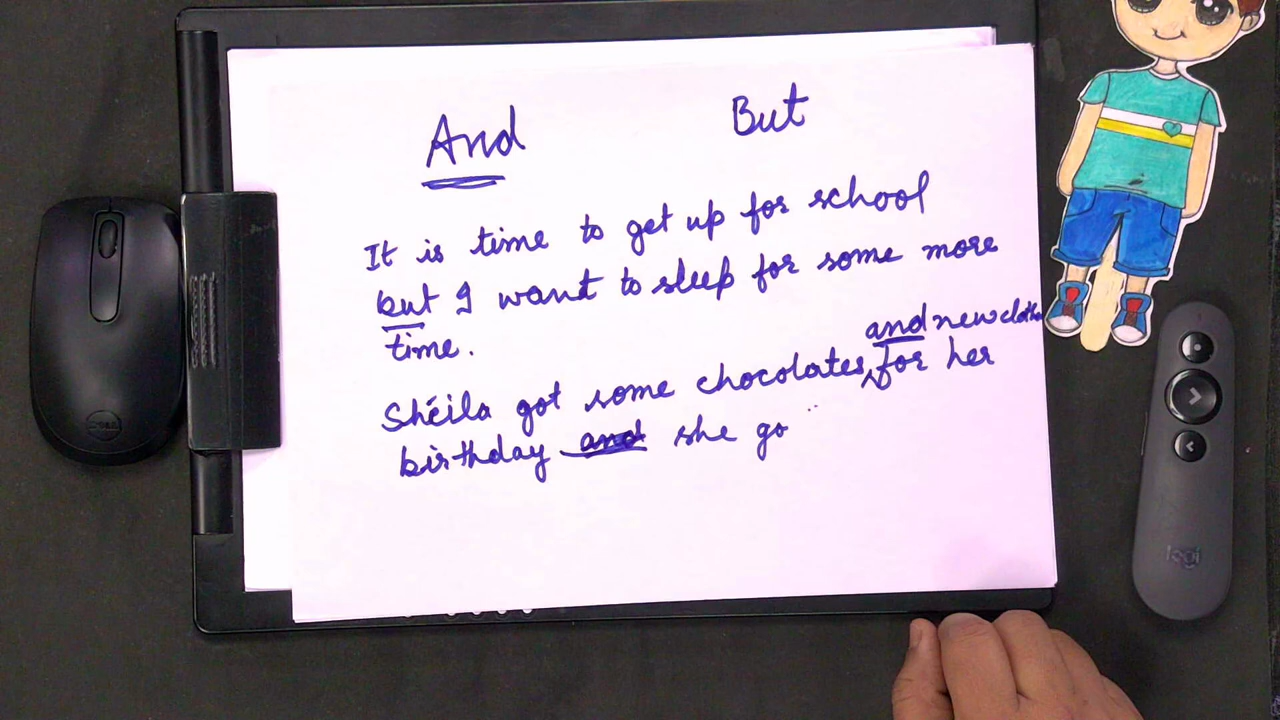 And But
It is time to get up for school
but I want to sleep for some more
time.
and new clothes
Sheila got some chocolates for her
birthday and she go
logi